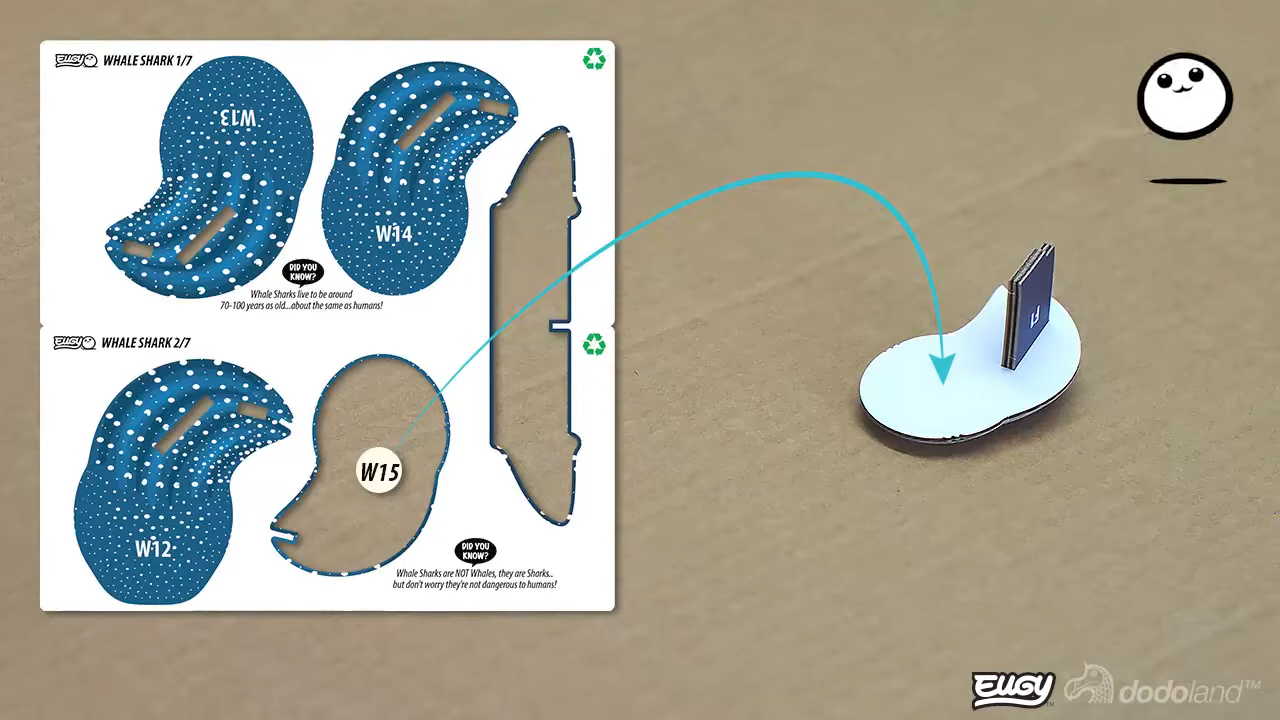 EUGY WHALE SHARK 1/7
W13
W14
DID YOU
KNOW?
Whale Sharks live to be around
70-100 years as old...about the same as humans!
EUGY WHALE SHARK 2/7
W15
W12
DID YOU
KNOW?
Whale Sharks are NOT Whales, they are Sharks..
but don't worry they're not dangerous to humans!
EUGY™ dodoland™